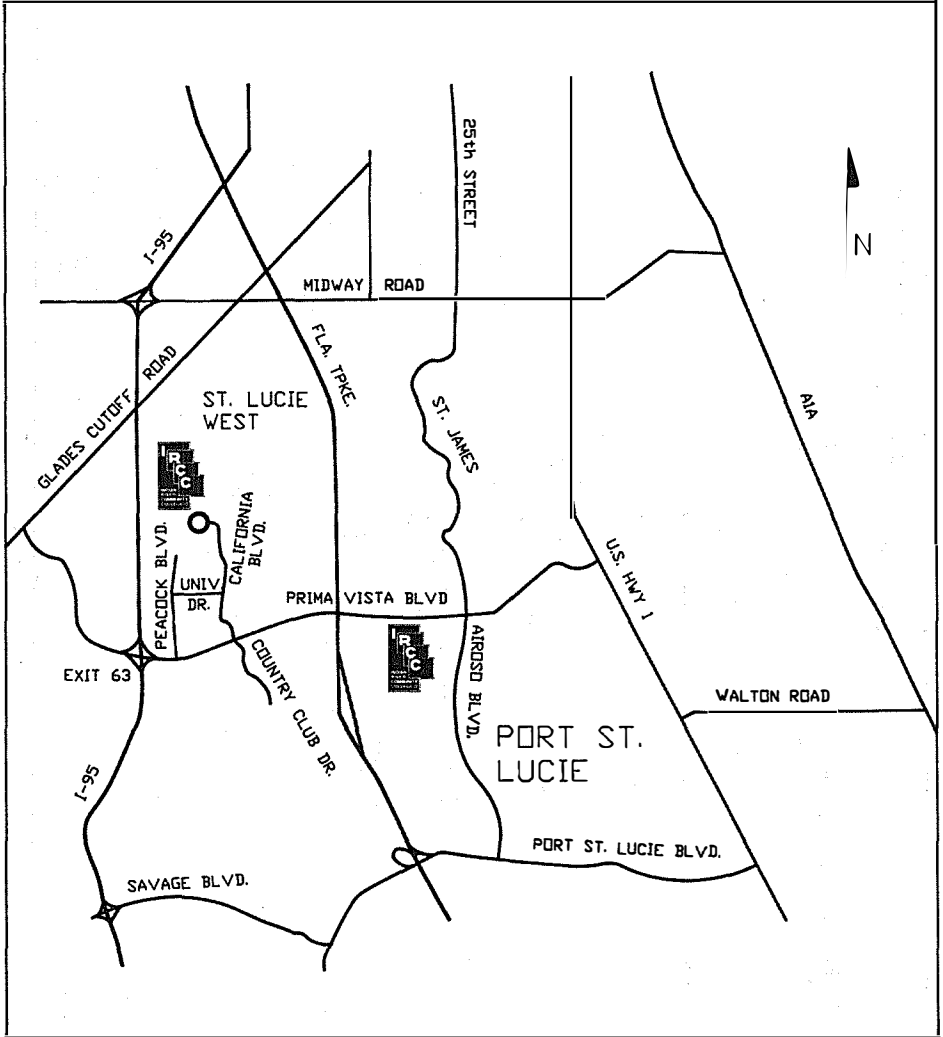 25th STREET
I-95
N
MIDWAY ROAD
FLA. TPKE.
GLADES CUTOFF ROAD
ST. LUCIE
WEST
ST. JAMES
A1A
IRCC
CALIFORNIA
BLVD.
PEACOCK BLVD.
UNIV.
DR.
PRIMA VISTA BLVD
U.S. HWY 1
IRCC
AIROSO BLVD.
COUNTRY CLUB DR.
EXIT 63
WALTON ROAD
PORT ST.
LUCIE
I-95
PORT ST. LUCIE BLVD.
SAVAGE BLVD.